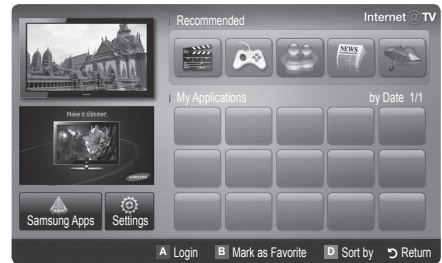 Recommended
Internet@TV
NEWS
My Applications
by Date 1/1
Make it slimmer.
SAMSUNG
Samsung Apps
Settings
A Login
B Mark as Favorite
D Sort by
Return